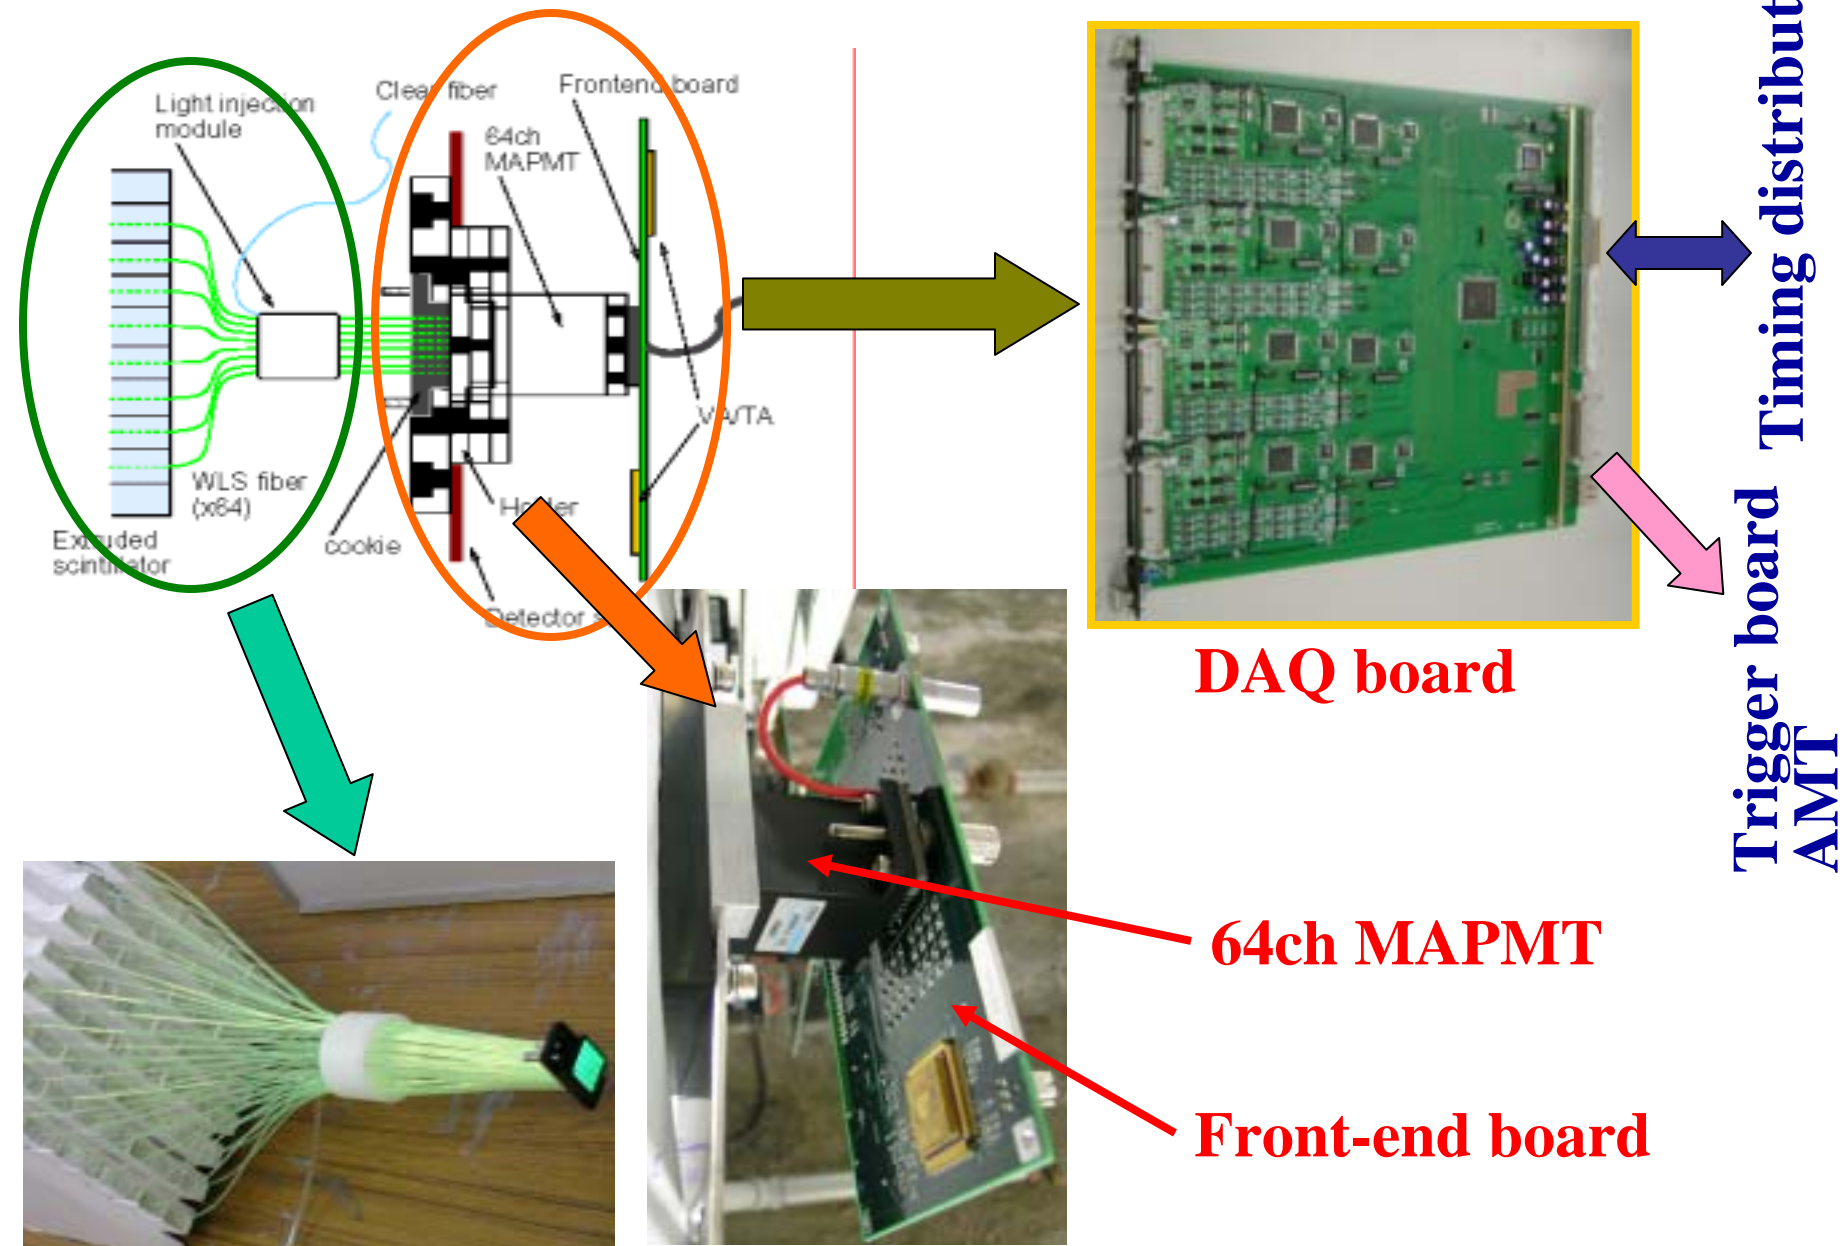 Light injection
module
Clear fiber
Frontend board
64ch
MAPMT
VA/TA
WLS fiber
(x64)
Extruded
scintillator
cookie
Holder
Detector
DAQ board
Timing
Trigger board
AMT
64ch MAPMT
Front-end board